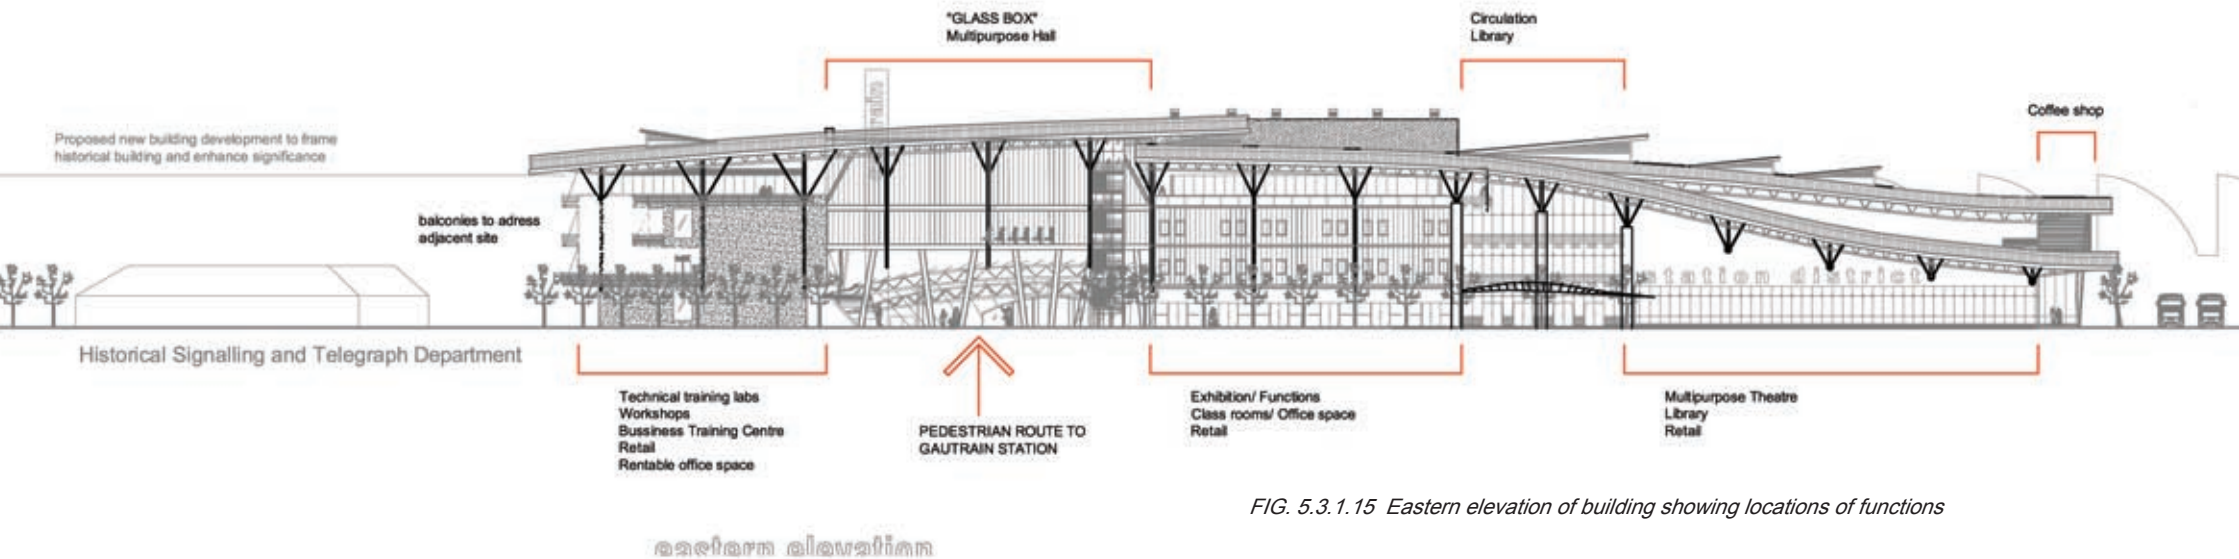 "GLASS BOX"
Multipurpose Hall
Circulation
Library
Coffee shop
Proposed new building development to frame
historical building and enhance significance
rain
balconies to adress
adjacent site
station district
Historical Signalling and Telegraph Department
Technical training labs
Workshops
Bussiness Training Centre
Retail
Rentable office space
PEDESTRIAN ROUTE TO
GAUTRAIN STATION
Exhibition/ Functions
Class rooms/ Office space
Retail
Multipurpose Theatre
Library
Retail
FIG. 5.3.1.15 Eastern elevation of building showing locations of functions
eastern elevation